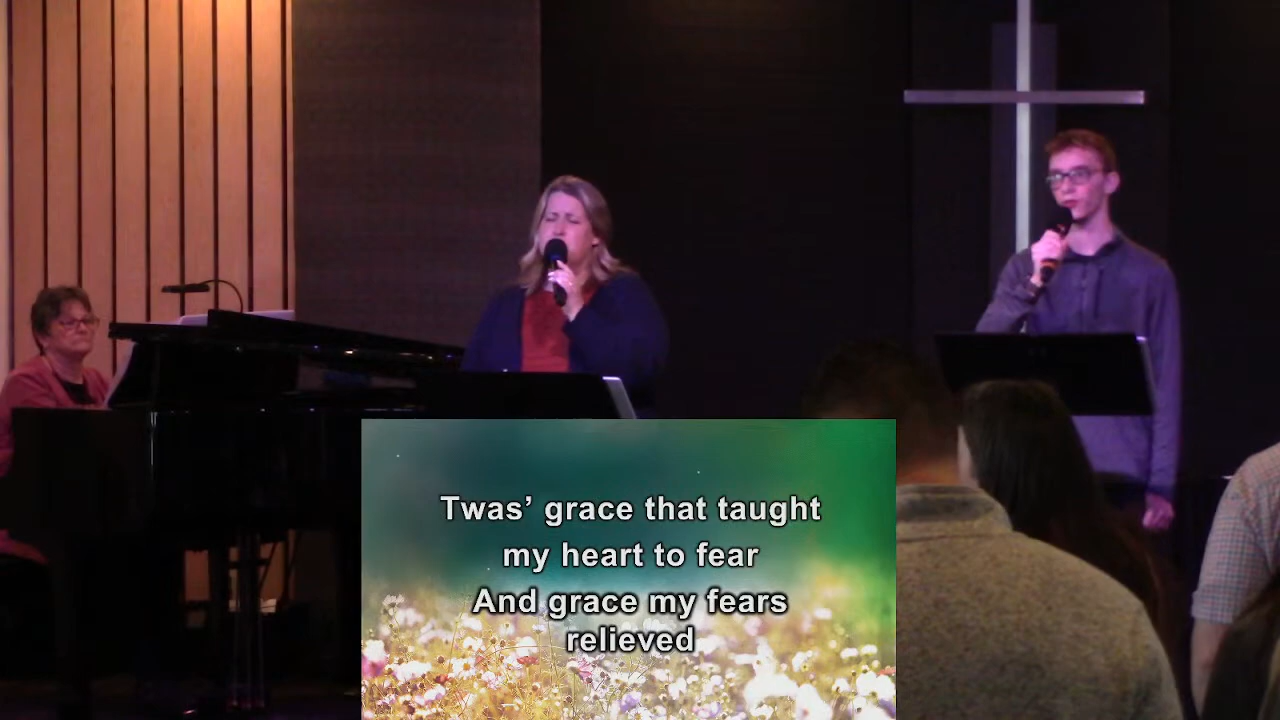 Twas’ grace that taught
my heart to fear
And grace my fears
relieved